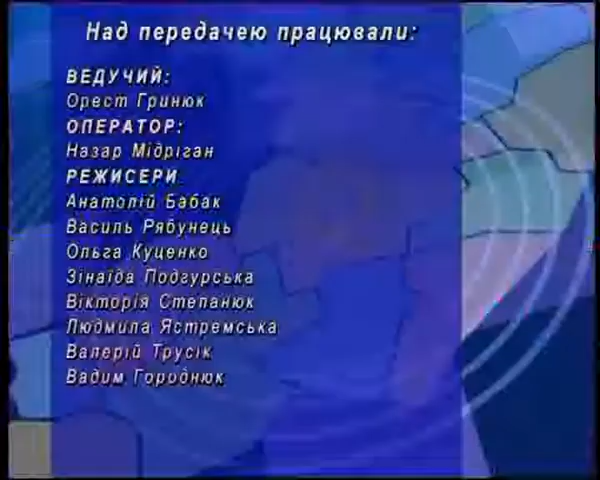 Над передачею працювали:
ВЕДУЧИЙ:
Орест Гринюк
ОПЕРАТОР:
Назар Мідріган
РЕЖИСЕРИ:
Анатолій Бабак
Василь Рябунець
Ольга Куценко
Зінаїда Подгурська
Вікторія Степанюк
Людмила Ястремська
Валерій Трусік
Вадим Городнюк